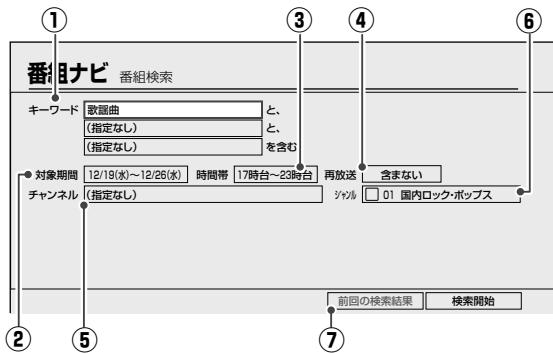 ① ③ ④ ⑥
番組ナビ 番組検索
キーワード 歌謡曲 と、
(指定なし) と、
(指定なし) を含む
対象期間 12/19(水)～12/26(水) 時間帯 17時台～23時台 再放送 含まない
チャンネル (指定なし) ジャンル 01 国内ロック・ポップス
前回の検索結果 検索開始
② ⑤ ⑦